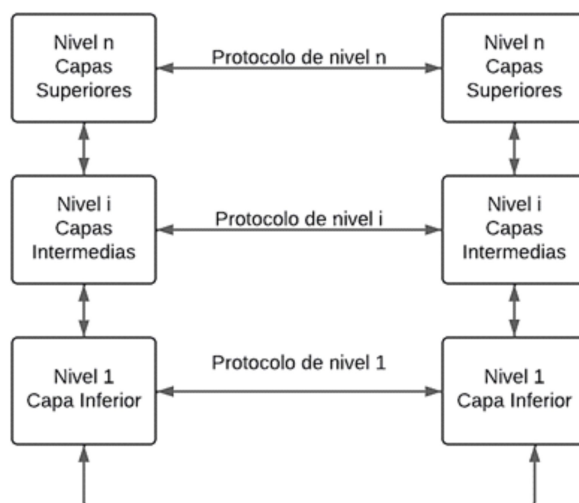 Nivel n
Capas
Superiores
Protocolo de nivel n
Nivel n
Capas
Superiores
Nivel i
Capas
Intermedias
Protocolo de nivel i
Nivel i
Capas
Intermedias
Nivel 1
Capa Inferior
Protocolo de nivel 1
Nivel 1
Capa Inferior